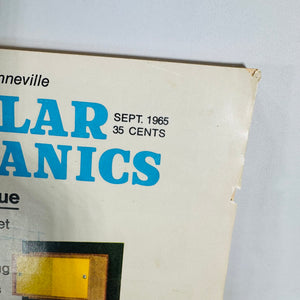 nneville
LAR
SEPT. 1965
35 CENTS
ANICS
ue
et
g
s